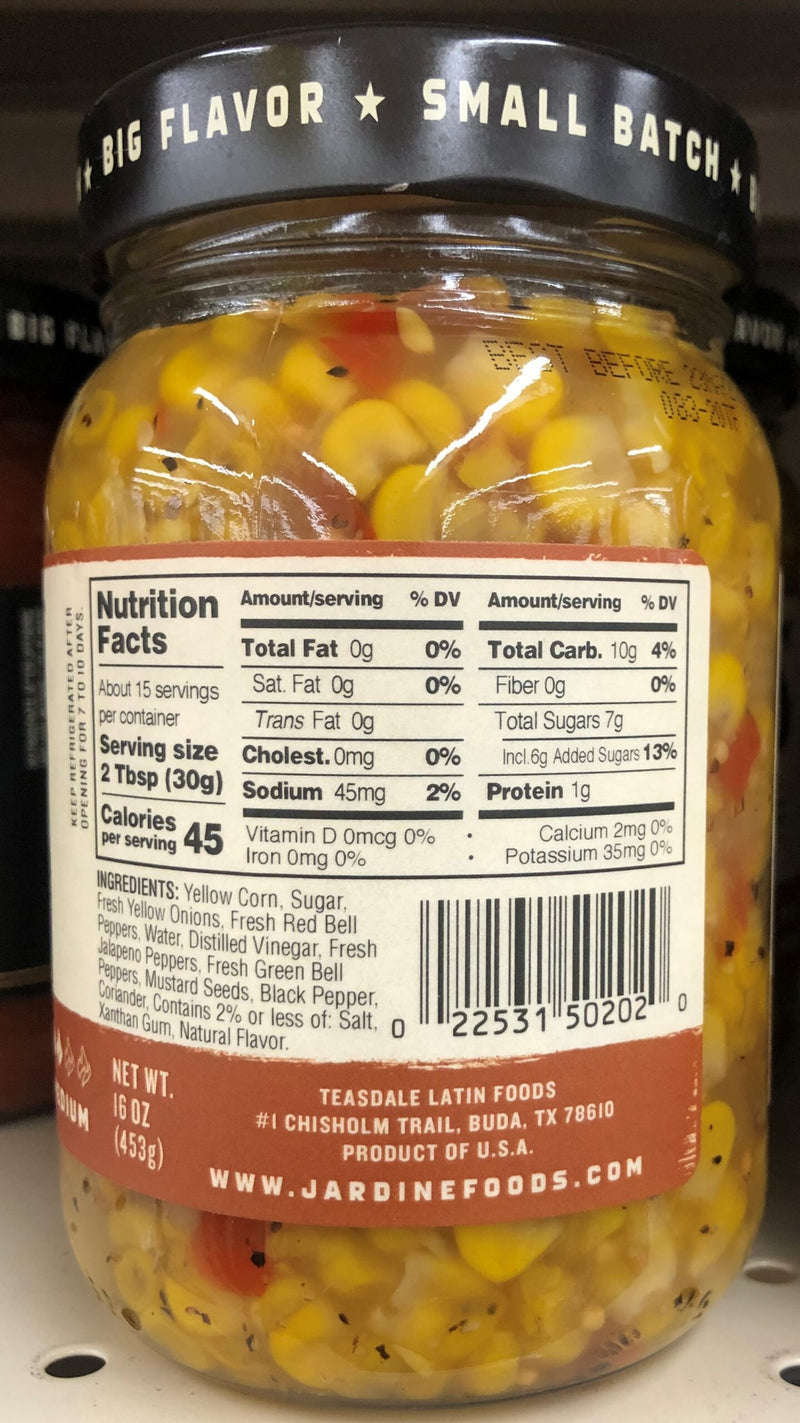 BIG FLAVOR ★ SMALL BATCH ★
BIG
BEST BEFORE
KEEP REFRIGERATED AFTER
OPENING FOR 7 TO 10 DAYS.
Nutrition
Facts
About 15 servings
per container
Serving size
2 Tbsp (30g)
Calories
per serving 45
Amount/serving % DV
Total Fat 0g 0%
Sat. Fat 0g 0%
Trans Fat 0g
Cholest. 0mg 0%
Sodium 45mg 2%
Amount/serving % DV
Total Carb. 10g 4%
Fiber 0g 0%
Total Sugars 7g
Incl. 6g Added Sugars 13%
Protein 1g
Vitamin D 0mcg 0% • Calcium 2mg 0%
Iron 0mg 0% • Potassium 35mg 0%
INGREDIENTS: Yellow Corn, Sugar,
Fresh Yellow Onions, Fresh Red Bell
Peppers, Water, Distilled Vinegar, Fresh
Jalapeno Peppers, Fresh Green Bell
Peppers, Mustard Seeds, Black Pepper,
Coriander, Contains 2% or less of: Salt,
Xanthan Gum, Natural Flavor.
0 22531 50202 0
NET WT.
16 OZ
(453g)
TEASDALE LATIN FOODS
#1 CHISHOLM TRAIL, BUDA, TX 78610
PRODUCT OF U.S.A.
WWW.JARDINEFOODS.COM